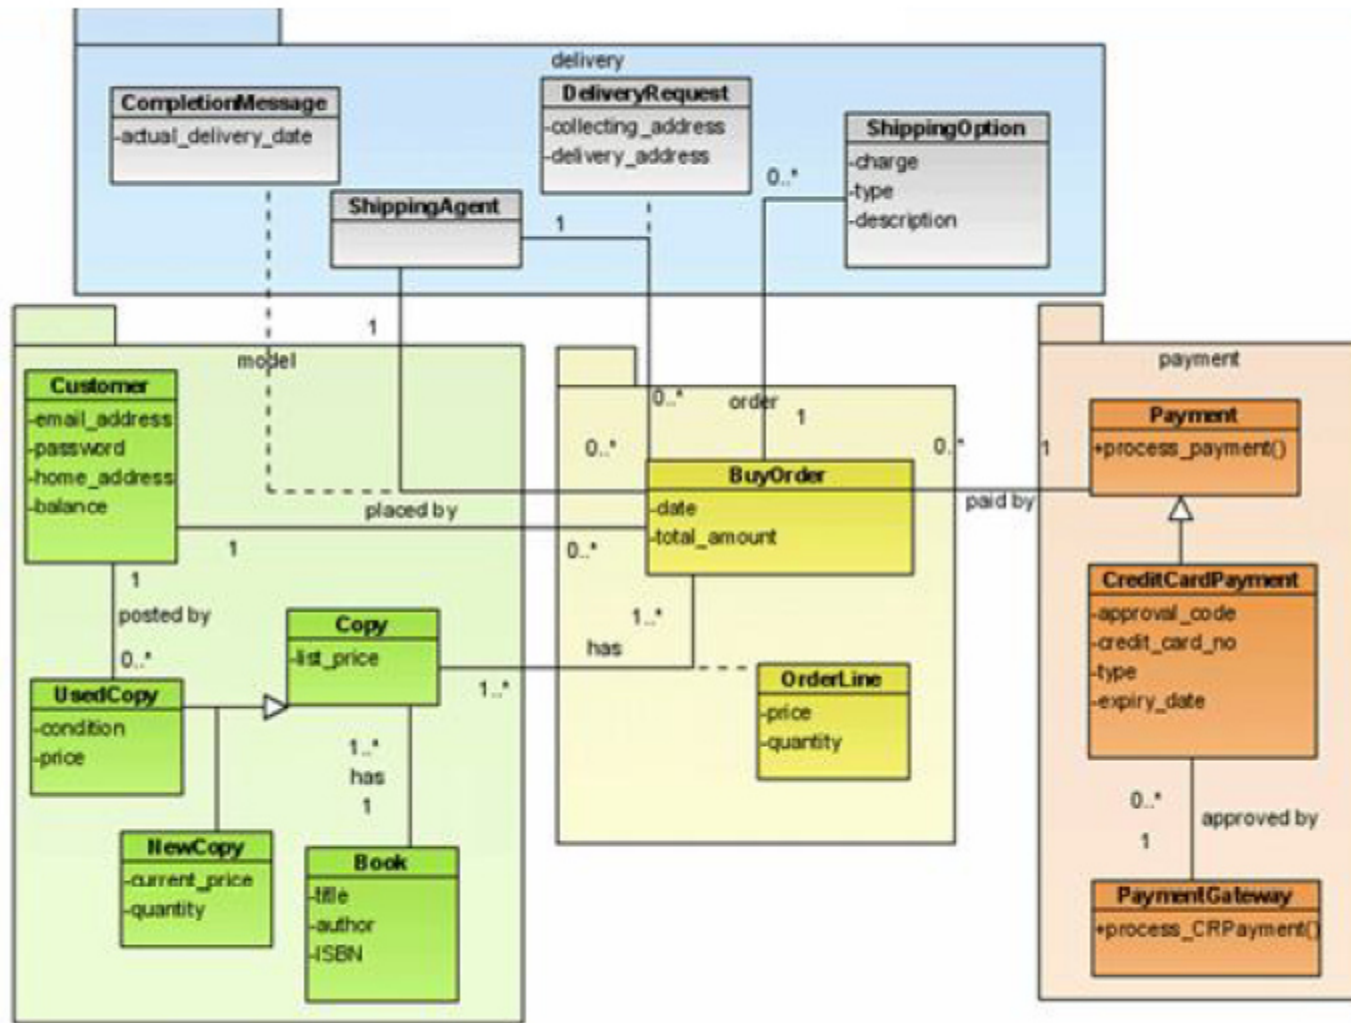 delivery
CompletionMessage
-actual_delivery_date
DeliveryRequest
-collecting_address
-delivery_address
ShippingOption
-charge
-type
-description
0..*
ShippingAgent
1
1
model
Customer
-email_address
-password
-home_address
-balance
order
0..*
1
0..*
0..*
BuyOrder
-date
-total_amount
placed by
1
0..*
payment
Payment
+process_payment()
1
paid by
1
posted by
0..*
Copy
-list_price
1..*
has
1..*
UsedCopy
-condition
-price
1..*
has
1
OrderLine
-price
-quantity
NewCopy
-current_price
-quantity
Book
-title
-author
-ISBN
CreditCardPayment
-approval_code
-credit_card_no
-type
-expiry_date
0..*
approved by
1
PaymentGateway
+process_CRPayment()